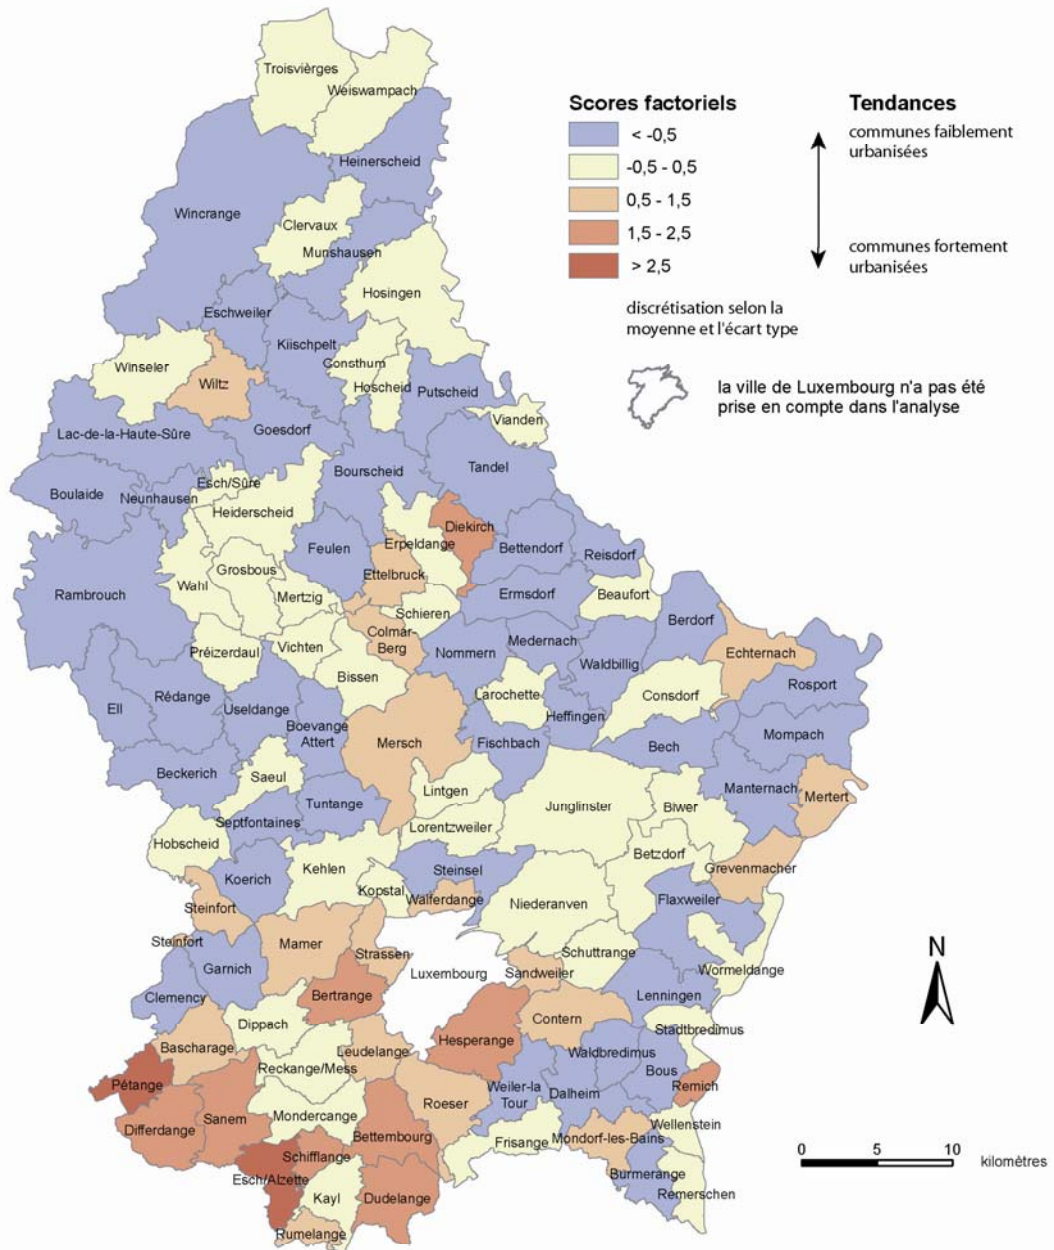 Scores factoriels
< -0,5
-0,5 - 0,5
0,5 - 1,5
1,5 - 2,5
> 2,5
Tendances
communes faiblement
urbanisées
communes fortement
urbanisées
discrétisation selon la
moyenne et l'écart type
la ville de Luxembourg n'a pas été
prise en compte dans l'analyse
Troisvièrges
Weiswampach
Heinerscheid
Wincrange
Clervaux
Munshausen
Hosingen
Eschweiler
Kiischpelt
Winseler
Consthum
Wiltz
Hoscheid
Putscheid
Vianden
Lac-de-la-Haute-Sûre
Goesdorf
Bourscheid
Tandel
Esch/Sûre
Boulaide
Neunhausen
Heiderscheid
Diekirch
Erpeldange
Feulen
Bettendorf
Reisdorf
Grosbous
Ettelbruck
Wahl
Rambrouch
Mertzig
Ermsdorf
Beaufort
Schieren
Berdorf
Colmar-
Berg
Vichten
Préizerdaul
Nommern
Medernach
Waldbillig
Echternach
Bissen
Rosport
Rédange
Larochette
Consdorf
Ell
Useldange
Boevange
Attert
Heffingen
Mersch
Fischbach
Bech
Mompach
Beckerich
Saeul
Lintgen
Manternach
Mertert
Tuntange
Junglinster
Biwer
Septfontaines
Lorentzweiler
Hobscheid
Betzdorf
Kehlen
Steinsel
Grevenmacher
Koerich
Kopstal
Walferdange
Flaxweiler
Steinfort
Niederanven
Steinfort
Mamer
Strassen
Schuttrange
Garnich
Luxembourg
Sandweiler
Wormeldange
Clemency
Bertrange
Lenningen
Dippach
Contern
Stadtbredimus
Bascharage
Leudelange
Hesperange
Waldbredimus
Reckange/Mess
Bous
Pétange
Weiler-la
Tour
Dalheim
Remich
Roeser
Sanem
Mondercange
Differdange
Bettembourg
Wellenstein
Frisange
Mondorf-les-Bains
Schifflange
Esch/Alzette
Burmerange
Kayl
Dudelange
Remerschen
Rumelange
N
0
5
10
kilomètres